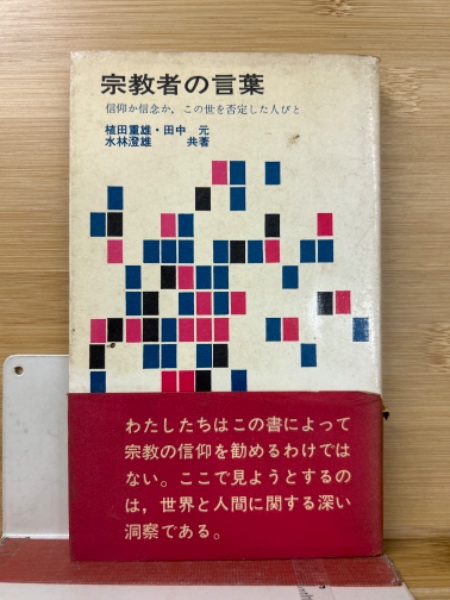 宗教者の言葉
信仰か信念か，この世を否定した人びと
植田重雄・田中　元
水林澄雄　共著
わたしたちはこの書によって
宗教の信仰を勧めるわけでは
ない。ここで見ようとするの
は，世界と人間に関する深い
洞察である。